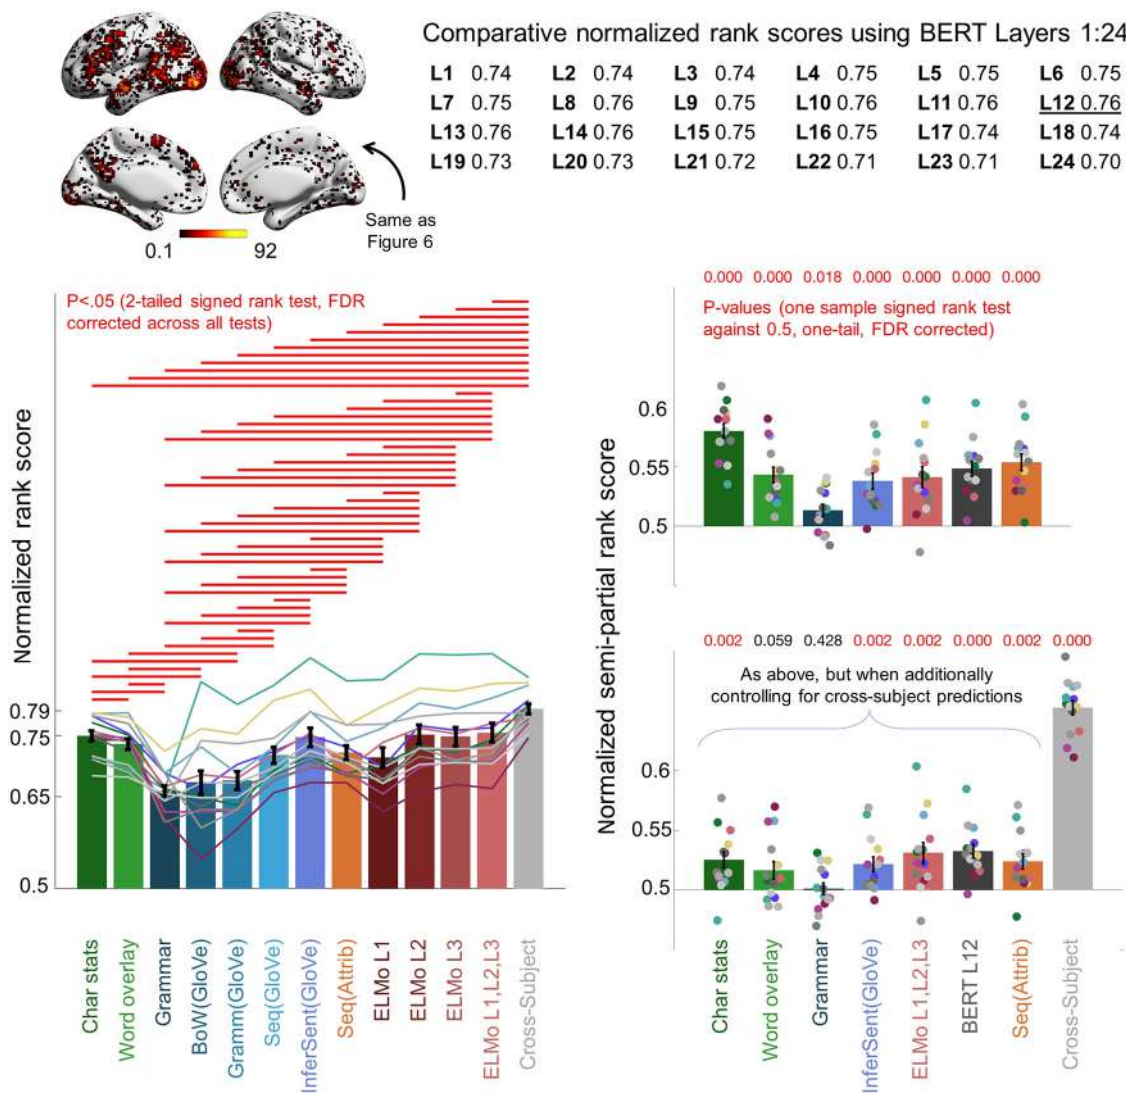 Comparative normalized rank scores using BERT Layers 1:24
L1 0.74 L2 0.74 L3 0.74 L4 0.75 L5 0.75 L6 0.75
L7 0.75 L8 0.76 L9 0.75 L10 0.76 L11 0.76 L12 0.76
L13 0.76 L14 0.76 L15 0.75 L16 0.75 L17 0.74 L18 0.74
L19 0.73 L20 0.73 L21 0.72 L22 0.71 L23 0.71 L24 0.70
Same as
Figure 6
0.1 92
P<.05 (2-tailed signed rank test, FDR
corrected across all tests)
Normalized rank score
0.79
0.75
0.65
0.5
Char stats
Word overlay
Grammar
BoW(GloVe)
Gramm(GloVe)
Seq(GloVe)
InferSent(GloVe)
Seq(Attrib)
ELMo L1
ELMo L2
ELMo L3
ELMo L1,L2,L3
Cross-Subject
Normalized semi-partial rank score
0.000 0.000 0.018 0.000 0.000 0.000 0.000
P-values (one sample signed rank test
against 0.5, one-tail, FDR corrected)
0.6
0.55
0.5
0.002 0.059 0.428 0.002 0.002 0.000 0.002 0.000
As above, but when additionally
controlling for cross-subject predictions
0.6
0.55
0.5
Char stats
Word overlay
Grammar
InferSent(GloVe)
ELMo L1,L2,L3
BERT L12
Seq(Attrib)
Cross-Subject